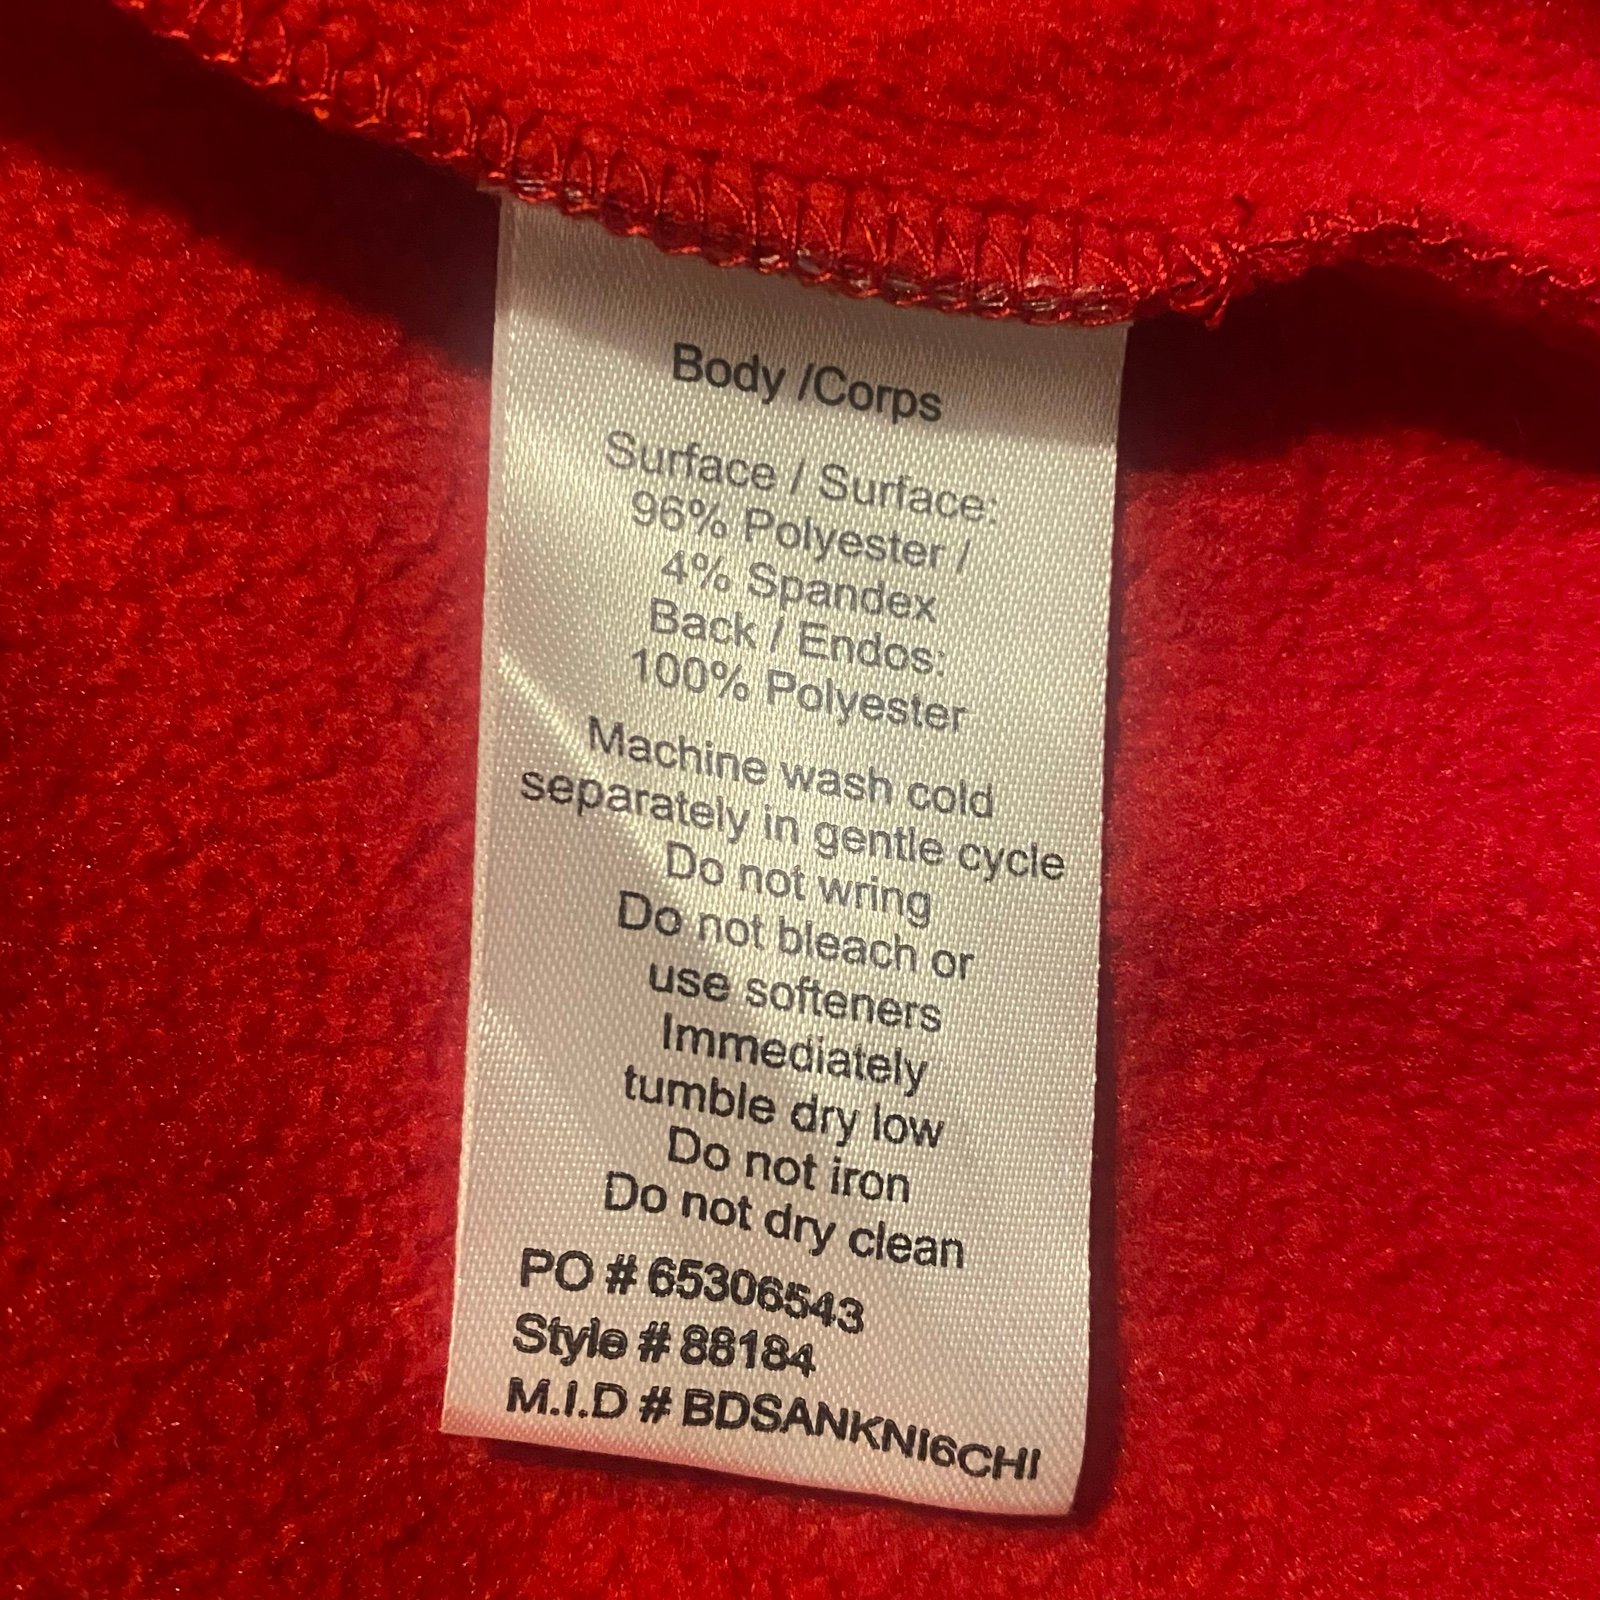 Body /Corps
Surface / Surface:
96% Polyester /
4% Spandex
Back / Endos:
100% Polyester
Machine wash cold
separately in gentle cycle
Do not wring
Do not bleach or
use softeners
Immediately
tumble dry low
Do not iron
Do not dry clean
PO # 65306543
Style # 88184
M.I.D # BDSANKNI6CHI